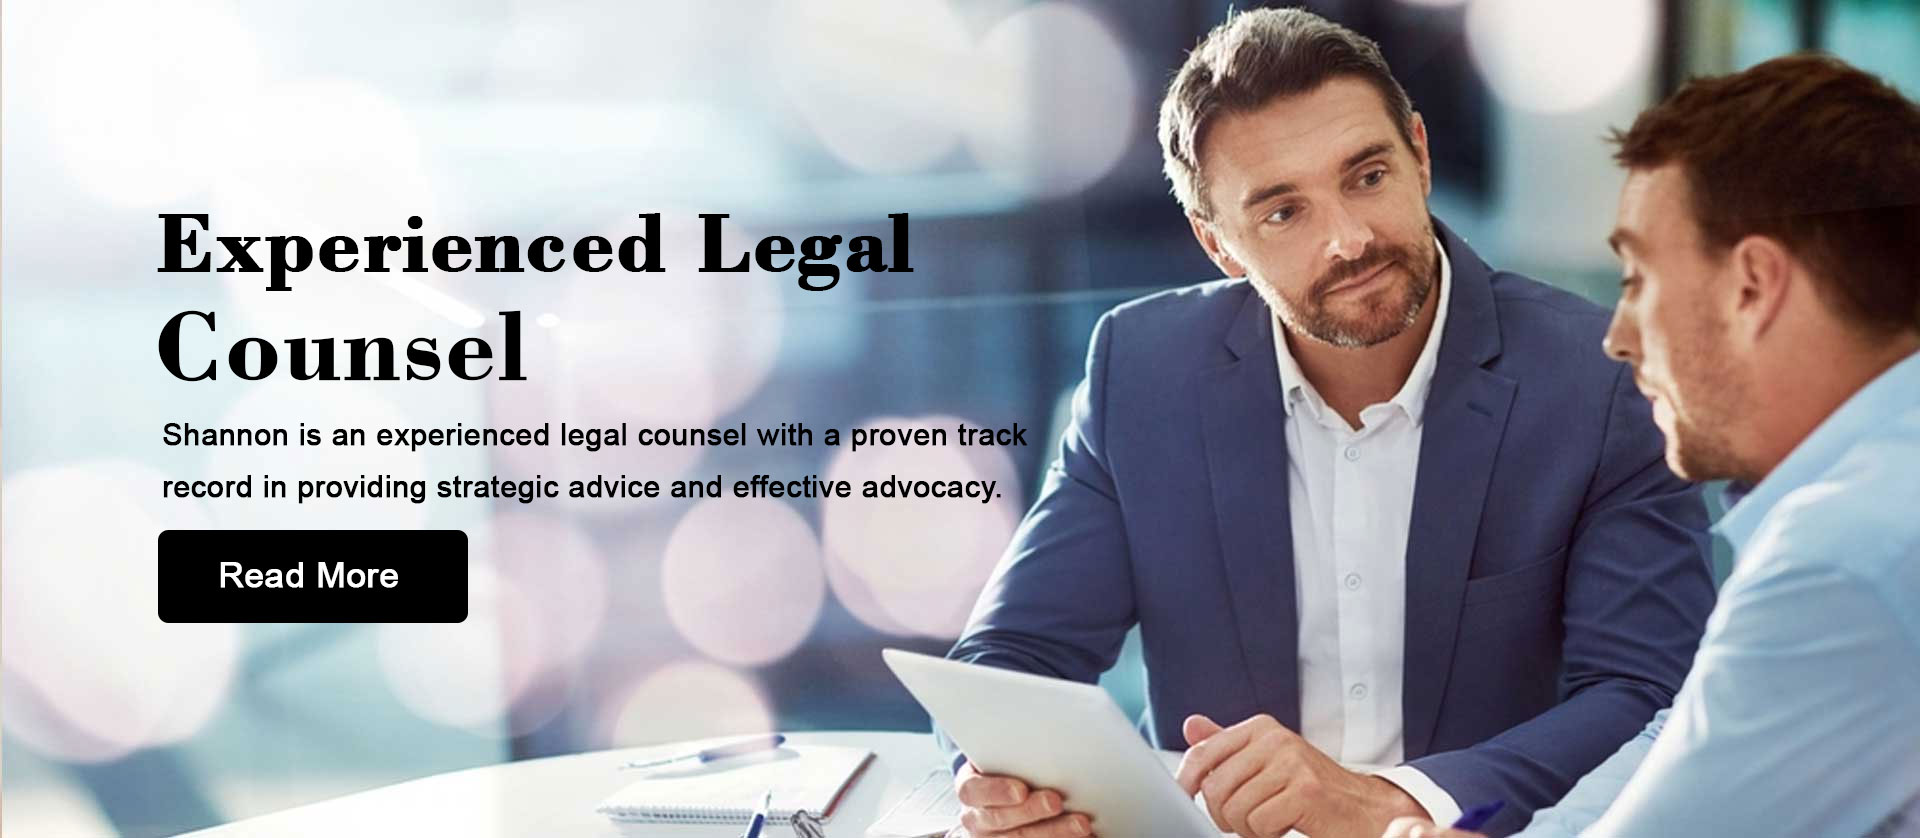 Experienced Legal
Counsel
Shannon is an experienced legal counsel with a proven track
record in providing strategic advice and effective advocacy.
Read More